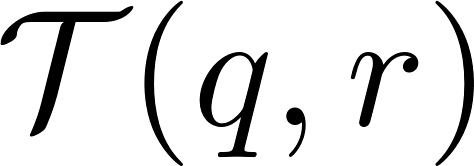 𝒯(q, r)